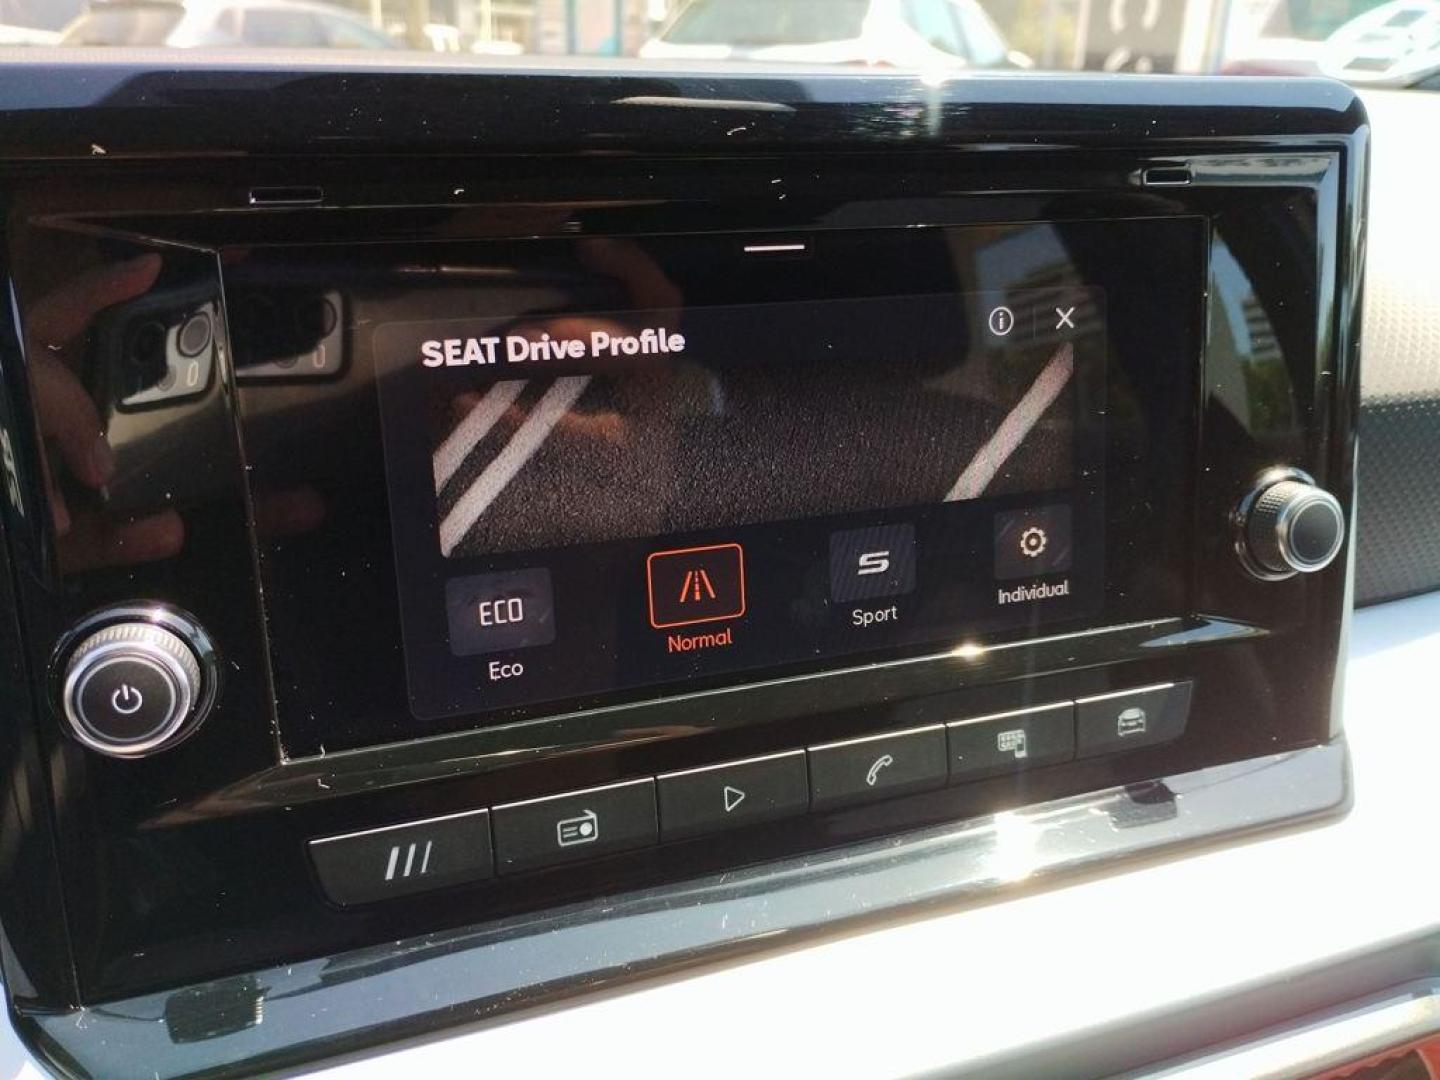 SEAT Drive Profile
ECO
Eco
Normal
S
Sport
Individual